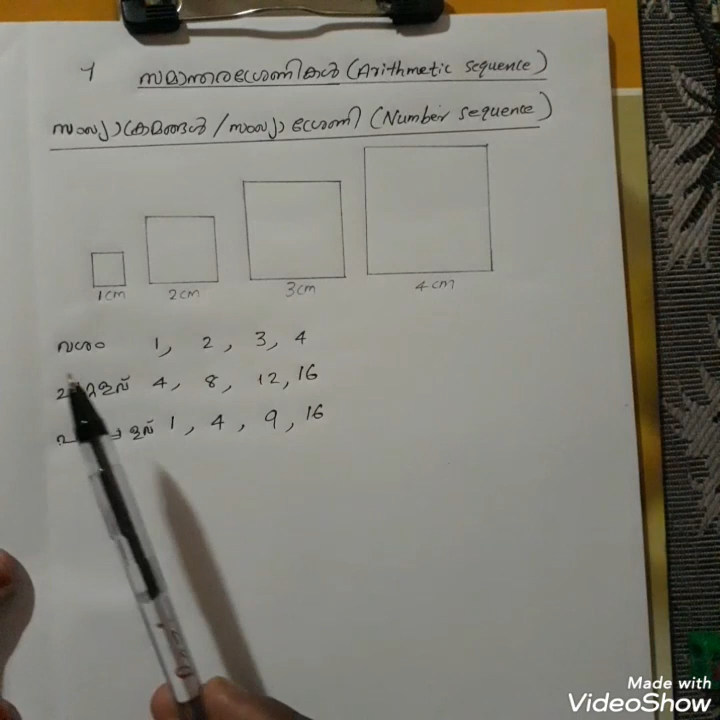 1 സമാന്തരശ്രേണികൾ (Arithmetic sequence)
സംഖ്യാക്രമങ്ങൾ / സംഖ്യാ ശ്രേണി (Number sequence)
1cm 2cm 3cm 4cm
വശം 1, 2, 3, 4
4, 8, 12, 16
1, 4, 9, 16
Made with
VideoShow